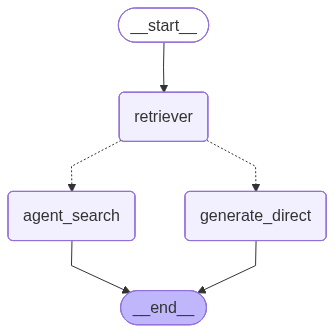 __start__
retriever
agent_search
generate_direct
__end__